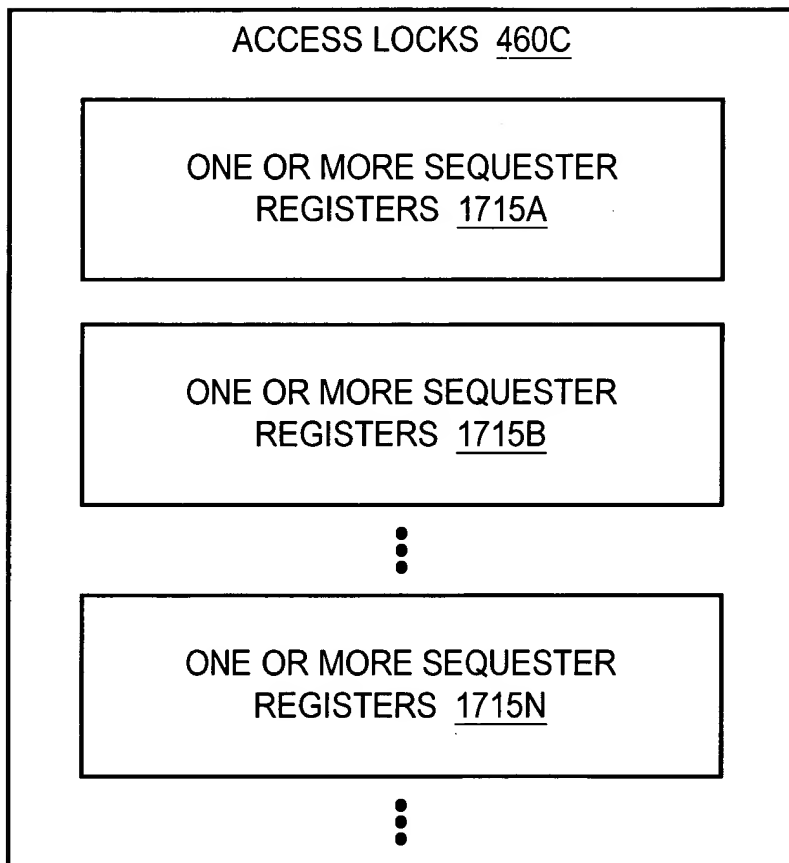 ACCESS LOCKS 460C
ONE OR MORE SEQUESTER
REGISTERS 1715A
ONE OR MORE SEQUESTER
REGISTERS 1715B
ONE OR MORE SEQUESTER
REGISTERS 1715N